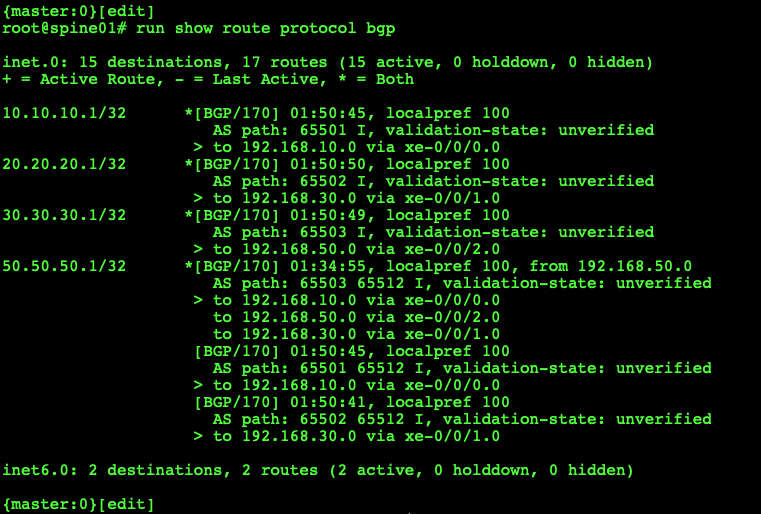 {master:0}[edit]
root@spine01# run show route protocol bgp
inet.0: 15 destinations, 17 routes (15 active, 0 holddown, 0 hidden)
+ = Active Route, - = Last Active, * = Both
10.10.10.1/32      *[BGP/170] 01:50:45, localpref 100
                      AS path: 65501 I, validation-state: unverified
                    > to 192.168.10.0 via xe-0/0/0.0
20.20.20.1/32      *[BGP/170] 01:50:50, localpref 100
                      AS path: 65502 I, validation-state: unverified
                    > to 192.168.30.0 via xe-0/0/1.0
30.30.30.1/32      *[BGP/170] 01:50:49, localpref 100
                      AS path: 65503 I, validation-state: unverified
                    > to 192.168.50.0 via xe-0/0/2.0
50.50.50.1/32      *[BGP/170] 01:34:55, localpref 100, from 192.168.50.0
                      AS path: 65503 65512 I, validation-state: unverified
                    > to 192.168.10.0 via xe-0/0/0.0
                      to 192.168.50.0 via xe-0/0/2.0
                      to 192.168.30.0 via xe-0/0/1.0
                    [BGP/170] 01:50:45, localpref 100
                      AS path: 65501 65512 I, validation-state: unverified
                    > to 192.168.10.0 via xe-0/0/0.0
                    [BGP/170] 01:50:41, localpref 100
                      AS path: 65502 65512 I, validation-state: unverified
                    > to 192.168.30.0 via xe-0/0/1.0
inet6.0: 2 destinations, 2 routes (2 active, 0 holddown, 0 hidden)
{master:0}[edit]